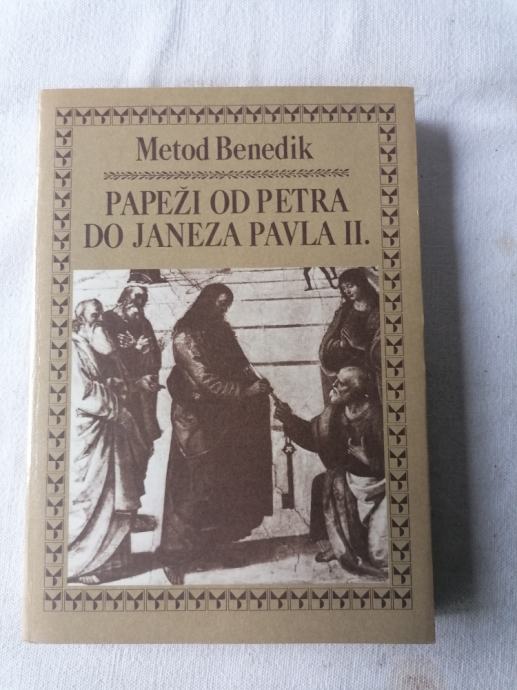 Metod Benedik
PAPEŽI OD PETRA
DO JANEZA PAVLA II.